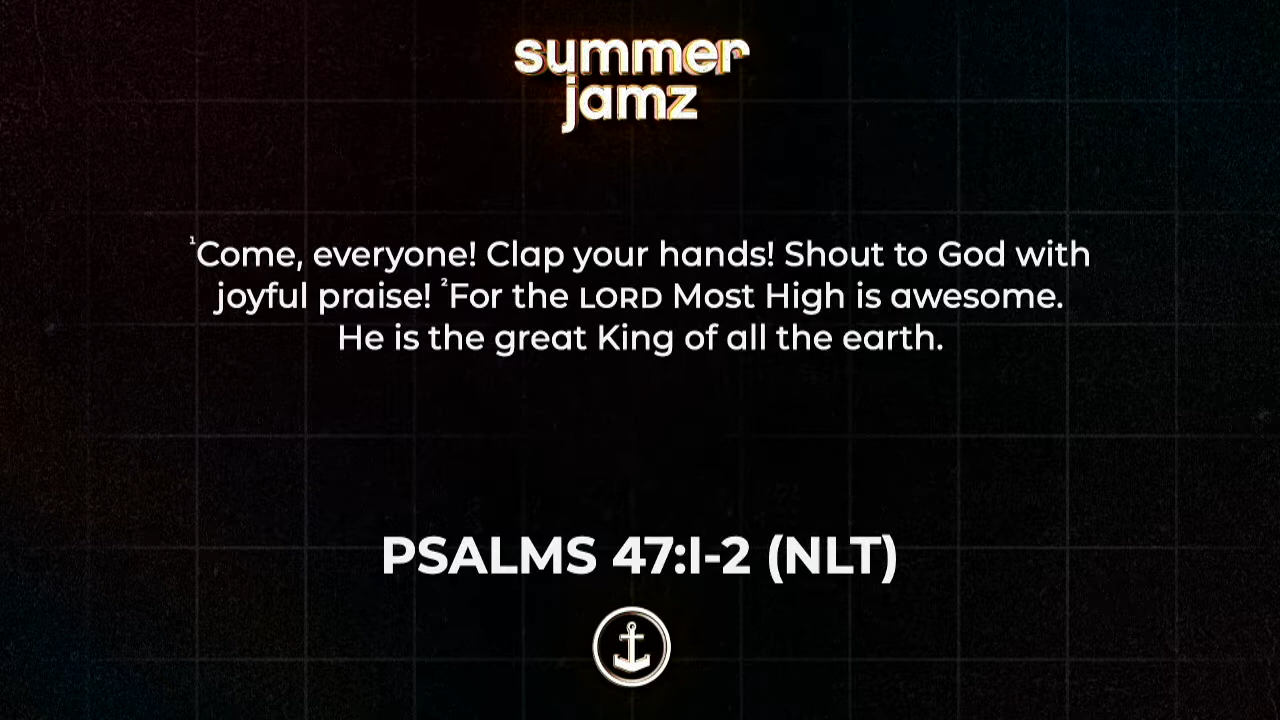 summer
jamz
¹Come, everyone! Clap your hands! Shout to God with
joyful praise! ²For the LORD Most High is awesome.
He is the great King of all the earth.
PSALMS 47:1-2 (NLT)